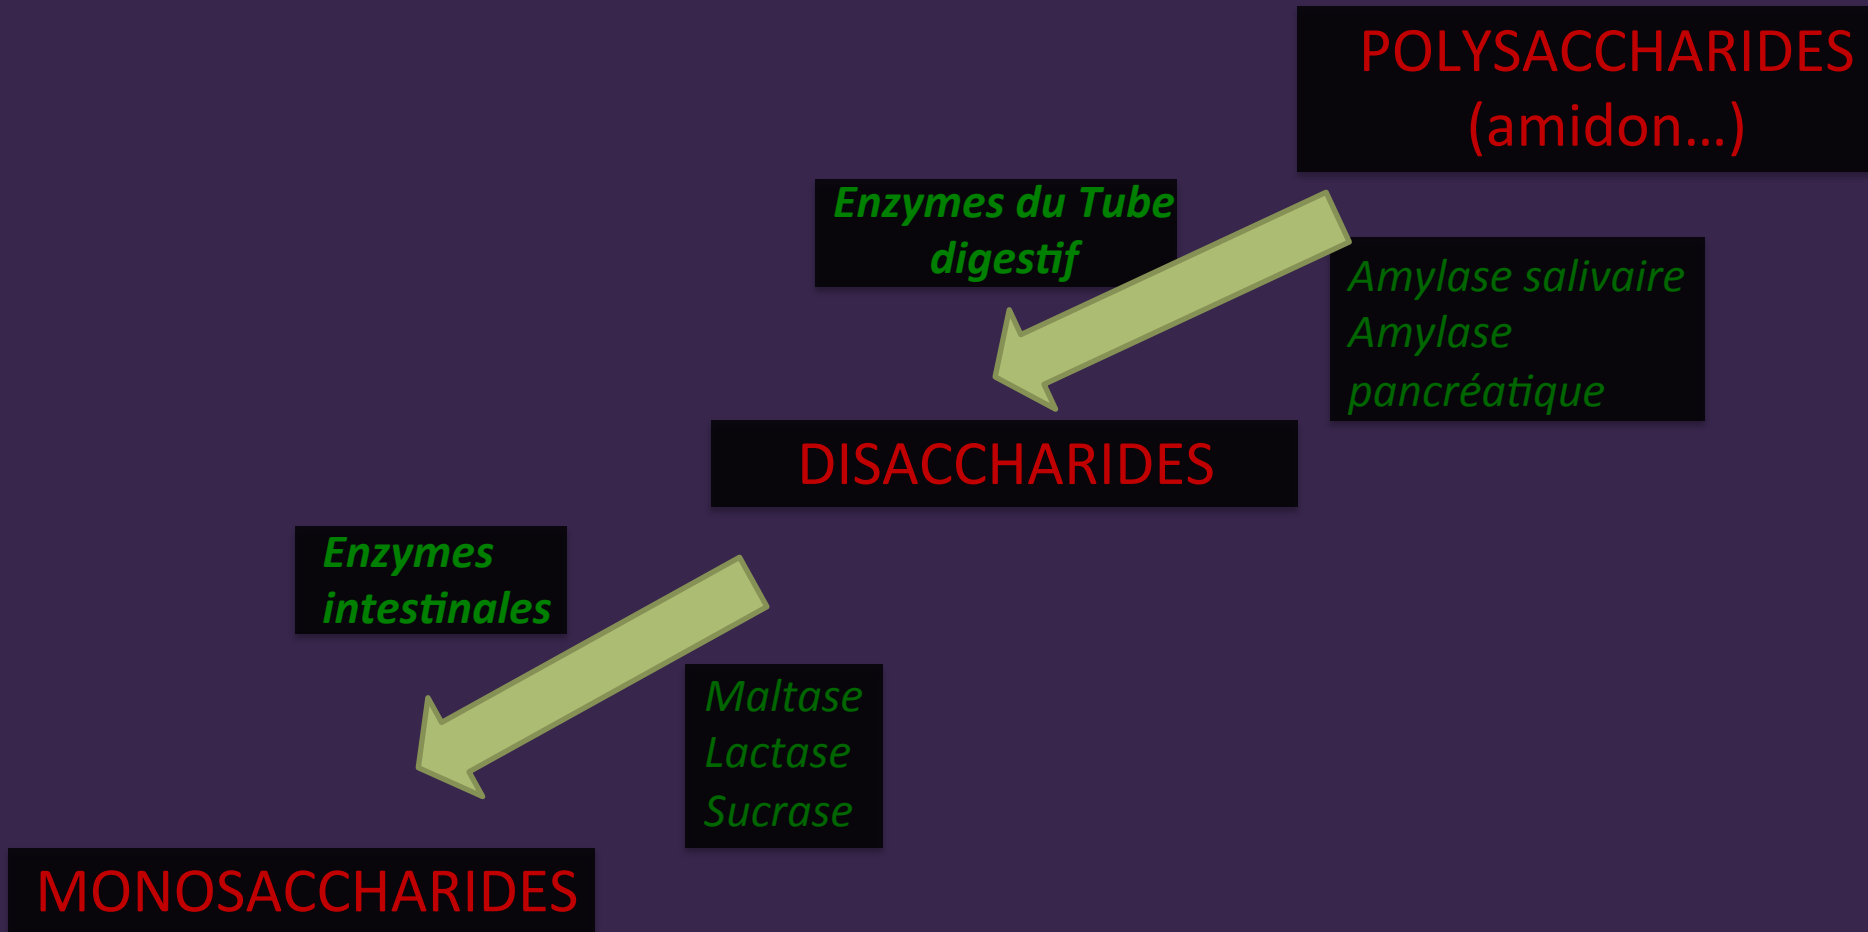 POLYSACCHARIDES
(amidon...)
Enzymes du Tube
digestif
Amylase salivaire
Amylase
pancréatique
DISACCHARIDES
Enzymes
intestinales
Maltase
Lactase
Sucrase
MONOSACCHARIDES